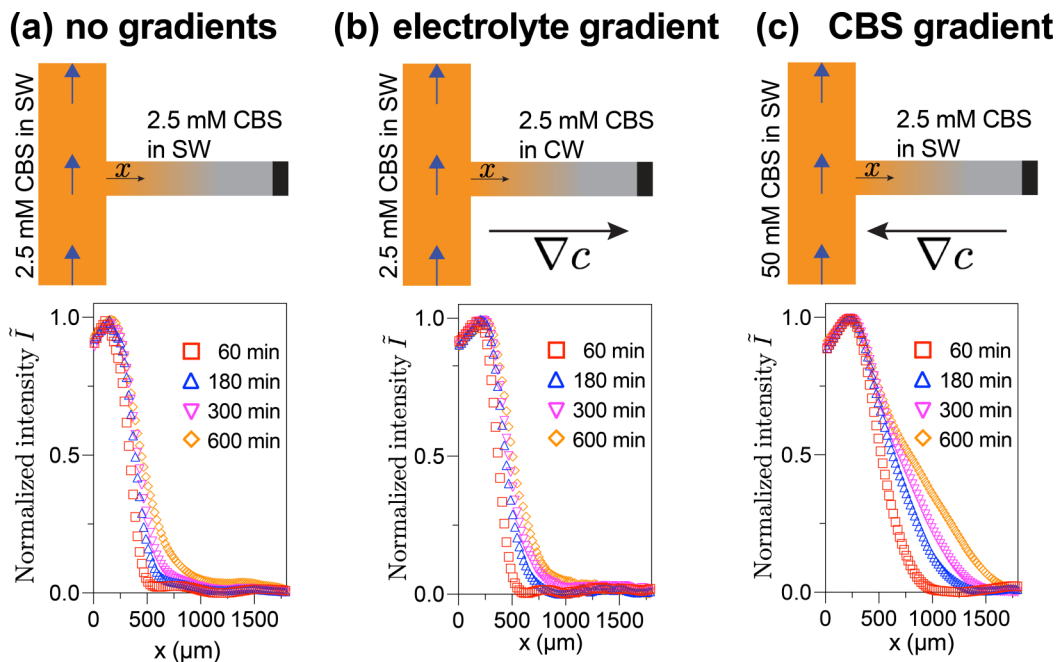 (a) no gradients
(b) electrolyte gradient
(c) CBS gradient
2.5 mM CBS in SW
2.5 mM CBS
in SW
x
2.5 mM CBS in SW
2.5 mM CBS
in CW
x
∇c
50 mM CBS in SW
2.5 mM CBS
in SW
x
∇c
Normalized intensity Ĩ
1.0
0.5
0.0
60 min
180 min
300 min
600 min
0 500 1000 1500
x (μm)
Normalized intensity Ĩ
1.0
0.5
0.0
60 min
180 min
300 min
600 min
0 500 1000 1500
x (μm)
Normalized intensity Ĩ
1.0
0.5
0.0
60 min
180 min
300 min
600 min
0 500 1000 1500
x (μm)